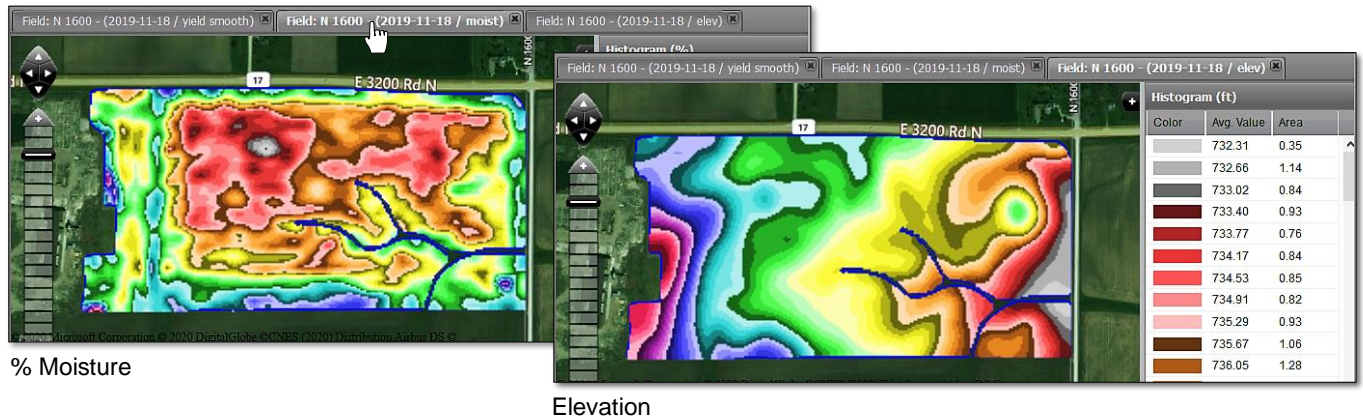 Field: N 1600 - (2019-11-18 / yield smooth)
Field: N 1600 - (2019-11-18 / moist)
Field: N 1600 - (2019-11-18 / elev)
Histogram (%)
N 1600
17
E 3200 Rd N
Microsoft Corporation © 2020 DigitalGlobe ©CNES (2020) Distribution Airbus DS ©
% Moisture
Field: N 1600 - (2019-11-18 / yield smooth)
Field: N 1600 - (2019-11-18 / moist)
Field: N 1600 - (2019-11-18 / elev)
N 1600
17
E 3200 Rd N
Histogram (ft)
Color Avg. Value Area
732.31 0.35
732.66 1.14
733.02 0.84
733.40 0.93
733.77 0.76
734.17 0.84
734.53 0.85
734.91 0.82
735.29 0.93
735.67 1.06
736.05 1.28
Elevation